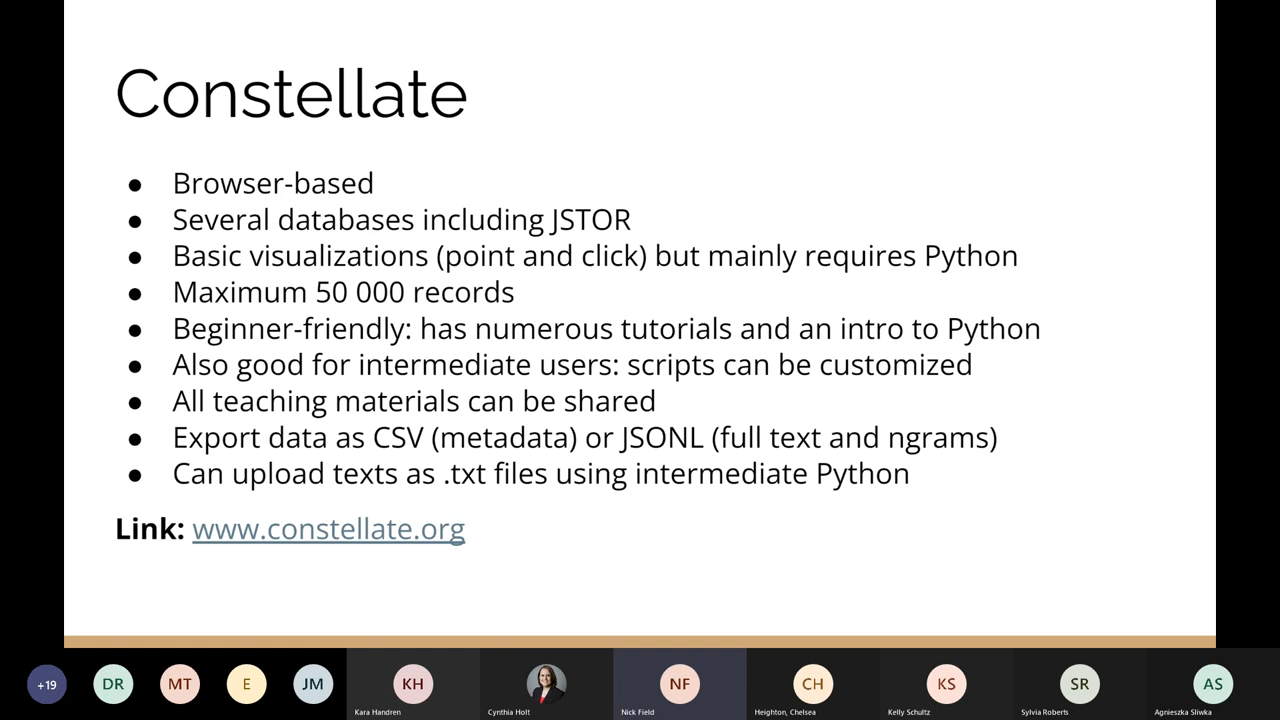 Constellate
● Browser-based
● Several databases including JSTOR
● Basic visualizations (point and click) but mainly requires Python
● Maximum 50 000 records
● Beginner-friendly: has numerous tutorials and an intro to Python
● Also good for intermediate users: scripts can be customized
● All teaching materials can be shared
● Export data as CSV (metadata) or JSONL (full text and ngrams)
● Can upload texts as .txt files using intermediate Python
Link: www.constellate.org
+19 DR MT E JM KH NF CH KS SR AS
Kara Handren Cynthia Holt Nick Field Heighton, Chelsea Kelly Schultz Sylvia Roberts Agnieszka Sliwka